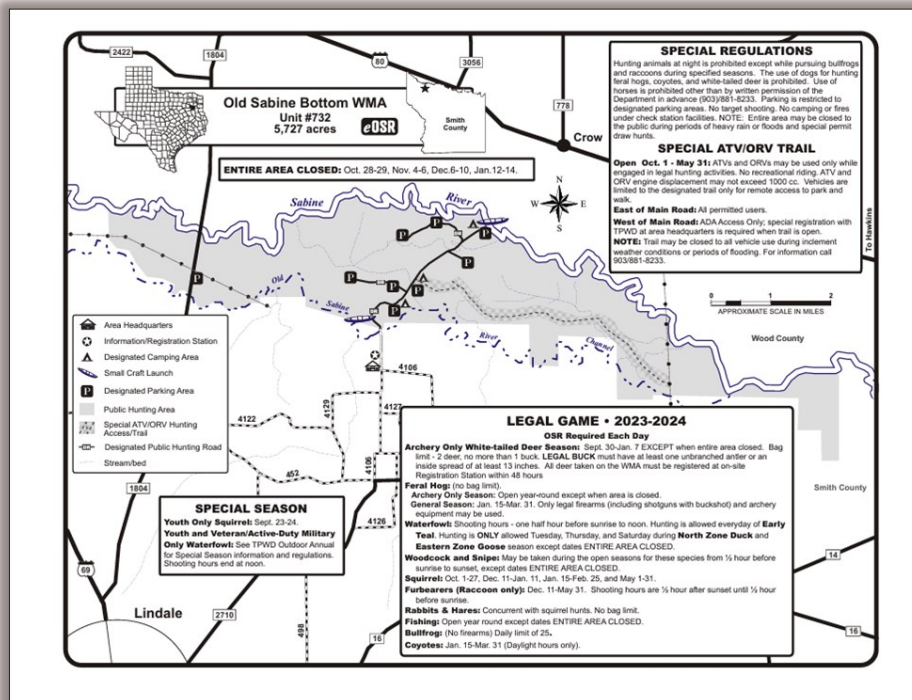 2422
1804
80
3056
778
Crow
Old Sabine Bottom WMA
Unit #732
5,727 acres
eOSR
Smith
County
ENTIRE AREA CLOSED: Oct. 28-29, Nov. 4-6, Dec.6-10, Jan.12-14.
SPECIAL REGULATIONS
Hunting animals at night is prohibited except while pursuing bullfrogs
and raccoons during specified seasons. The use of dogs for hunting
feral hogs, coyotes, and white-tailed deer is prohibited. Use of
horses is prohibited other than by written permission of the
Department in advance (903)/881-8233. Parking is restricted to
designated parking areas. No target shooting. No camping or fires
under check station facilities. NOTE: Entire area may be closed to
the public during periods of heavy rain or floods and special permit
draw hunts.
SPECIAL ATV/ORV TRAIL
Open Oct. 1 - May 31: ATVs and ORVs may be used only while
engaged in legal hunting activities. No recreational riding. ATV and
ORV engine displacement may not exceed 1000 cc. Vehicles are
limited to the designated trail only for remote access to park and
walk.
East of Main Road: All permitted users.
West of Main Road: ADA Access Only; special registration with
TPWD at area headquarters is required when trail is open.
NOTE: Trail may be closed to all vehicle use during inclement
weather conditions or periods of flooding. For information call
903/881-8233.
To Hawkins
N
W E
S
Sabine River
P
P
P
P
P
P
P
P
P
Old
Sabine
River
Channel
0 1 2
APPROXIMATE SCALE IN MILES
Wood County
Smith County
Area Headquarters
Information/Registration Station
Designated Camping Area
Small Craft Launch
P Designated Parking Area
Public Hunting Area
Special ATV/ORV Hunting
Access/Trail
Designated Public Hunting Road
Stream/bed
4106
4122
4129
4127
4106
452
4126
1804
69
Lindale
2710
498
16
14
16
SPECIAL SEASON
Youth Only Squirrel: Sept. 23-24.
Youth and Veteran/Active-Duty Military
Only Waterfowl: See TPWD Outdoor Annual
for Special Season information and regulations.
Shooting hours end at noon.
LEGAL GAME • 2023-2024
OSR Required Each Day
Archery Only White-tailed Deer Season: Sept. 30-Jan. 7 EXCEPT when entire area closed. Bag
limit - 2 deer, no more than 1 buck. LEGAL BUCK must have at least one unbranched antler or an
inside spread of at least 13 inches. All deer taken on the WMA must be registered at on-site
Registration Station within 48 hours
Feral Hog: (no bag limit).
Archery Only Season: Open year-round except when area is closed.
General Season: Jan. 15-Mar. 31. Only legal firearms (including shotguns with buckshot) and archery
equipment may be used.
Waterfowl: Shooting hours - one half hour before sunrise to noon. Hunting is allowed everyday of Early
Teal. Hunting is ONLY allowed Tuesday, Thursday, and Saturday during North Zone Duck and
Eastern Zone Goose season except dates ENTIRE AREA CLOSED.
Woodcock and Snipe: May be taken during the open seasons for these species from ½ hour before
sunrise to sunset, except dates ENTIRE AREA CLOSED.
Squirrel: Oct. 1-27, Dec. 11-Jan. 11, Jan. 15-Feb. 25, and May 1-31.
Furbearers (Raccoon only): Dec. 11-May 31. Shooting hours are ½ hour after sunset until ½ hour
before sunrise.
Rabbits & Hares: Concurrent with squirrel hunts. No bag limit.
Fishing: Open year round except dates ENTIRE AREA CLOSED.
Bullfrog: (No firearms) Daily limit of 25.
Coyotes: Jan. 15-Mar. 31 (Daylight hours only).